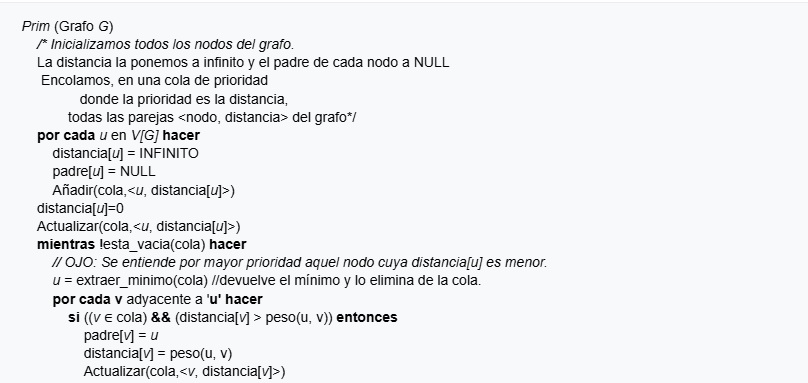 Prim (Grafo G)
/* Inicializamos todos los nodos del grafo.
La distancia la ponemos a infinito y el padre de cada nodo a NULL
Encolamos, en una cola de prioridad
donde la prioridad es la distancia,
todas las parejas <nodo, distancia> del grafo*/
por cada u en V[G] hacer
distancia[u] = INFINITO
padre[u] = NULL
Añadir(cola,<u, distancia[u]>)
distancia[u]=0
Actualizar(cola,<u, distancia[u]>)
mientras !esta_vacia(cola) hacer
// OJO: Se entiende por mayor prioridad aquel nodo cuya distancia[u] es menor.
u = extraer_minimo(cola) //devuelve el mínimo y lo elimina de la cola.
por cada v adyacente a 'u' hacer
si ((v ∈ cola) && (distancia[v] > peso(u, v)) entonces
padre[v] = u
distancia[v] = peso(u, v)
Actualizar(cola,<v, distancia[v]>)